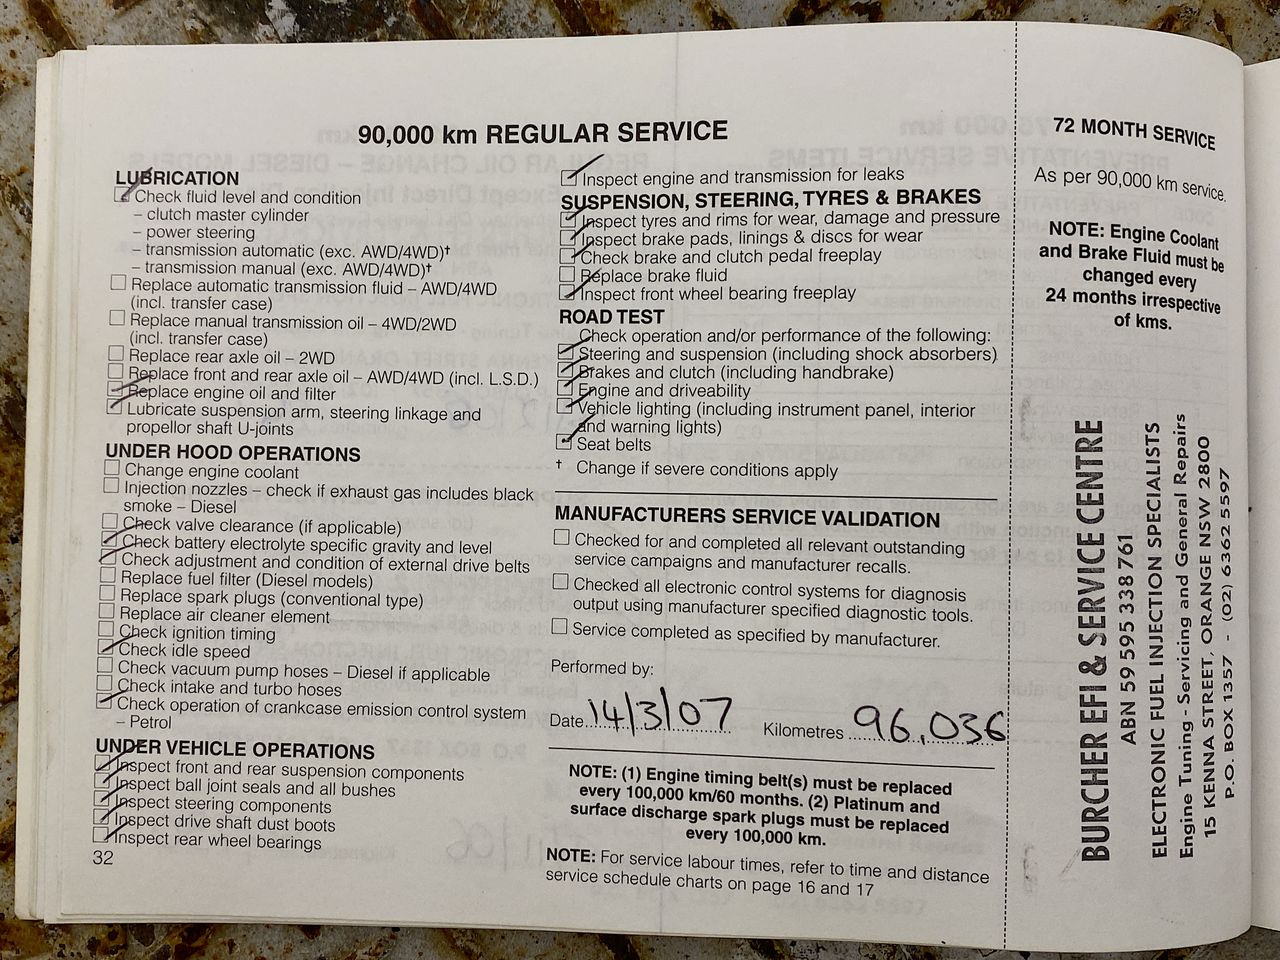 90,000 km REGULAR SERVICE
LUBRICATION
Check fluid level and condition
– clutch master cylinder
– power steering
– transmission automatic (exc. AWD/4WD)†
– transmission manual (exc. AWD/4WD)†
Replace automatic transmission fluid – AWD/4WD
(incl. transfer case)
Replace manual transmission oil – 4WD/2WD
(incl. transfer case)
Replace rear axle oil – 2WD
Replace front and rear axle oil – AWD/4WD (incl. L.S.D.)
Replace engine oil and filter
Lubricate suspension arm, steering linkage and
propellor shaft U-joints
UNDER HOOD OPERATIONS
Change engine coolant
Injection nozzles – check if exhaust gas includes black
smoke – Diesel
Check valve clearance (if applicable)
Check battery electrolyte specific gravity and level
Check adjustment and condition of external drive belts
Replace fuel filter (Diesel models)
Replace spark plugs (conventional type)
Replace air cleaner element
Check ignition timing
Check idle speed
Check vacuum pump hoses – Diesel if applicable
Check intake and turbo hoses
Check operation of crankcase emission control system
– Petrol
UNDER VEHICLE OPERATIONS
Inspect front and rear suspension components
Inspect ball joint seals and all bushes
Inspect steering components
Inspect drive shaft dust boots
Inspect rear wheel bearings
32
Inspect engine and transmission for leaks
SUSPENSION, STEERING, TYRES & BRAKES
Inspect tyres and rims for wear, damage and pressure
Inspect brake pads, linings & discs for wear
Check brake and clutch pedal freeplay
Replace brake fluid
Inspect front wheel bearing freeplay
ROAD TEST
Check operation and/or performance of the following:
Steering and suspension (including shock absorbers)
Brakes and clutch (including handbrake)
Engine and driveability
Vehicle lighting (including instrument panel, interior
and warning lights)
Seat belts
† Change if severe conditions apply
MANUFACTURERS SERVICE VALIDATION
Checked for and completed all relevant outstanding
service campaigns and manufacturer recalls.
Checked all electronic control systems for diagnosis
output using manufacturer specified diagnostic tools.
Service completed as specified by manufacturer.
Performed by:
Date 14/3/07 Kilometres 96,036
NOTE: (1) Engine timing belt(s) must be replaced
every 100,000 km/60 months. (2) Platinum and
surface discharge spark plugs must be replaced
every 100,000 km.
NOTE: For service labour times, refer to time and distance
service schedule charts on page 16 and 17
72 MONTH SERVICE
As per 90,000 km service.
NOTE: Engine Coolant
and Brake Fluid must be
changed every
24 months irrespective
of kms.
BURCHER EFI & SERVICE CENTRE
ABN 59 595 338 761
ELECTRONIC FUEL INJECTION SPECIALISTS
Engine Tuning - Servicing and General Repairs
15 KENNA STREET, ORANGE NSW 2800
P.O. BOX 1357 - (02) 6362 5597